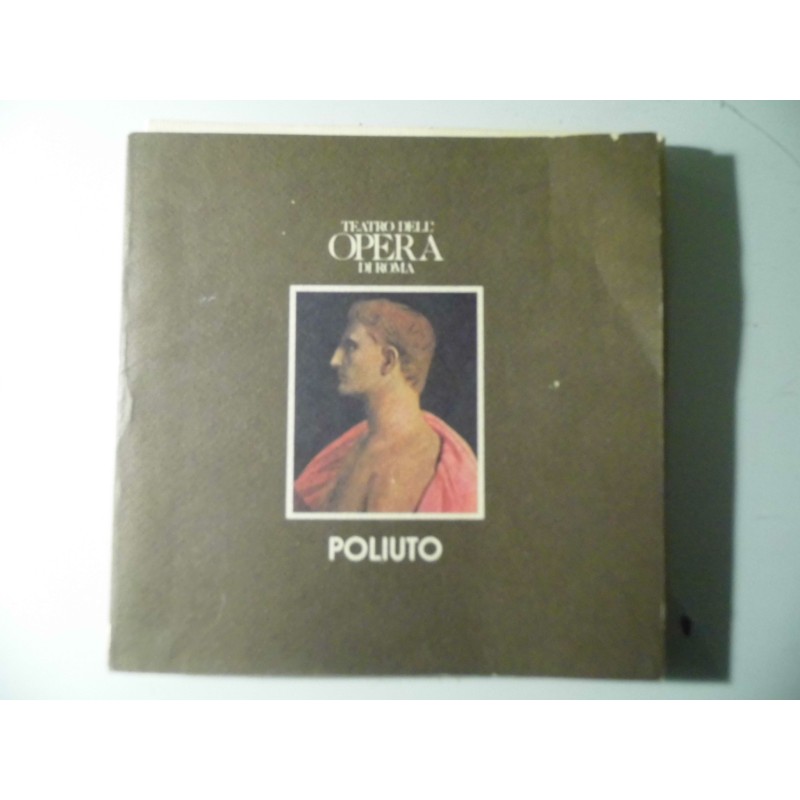 TEATRO DELL'
OPERA
DI ROMA
POLIUTO